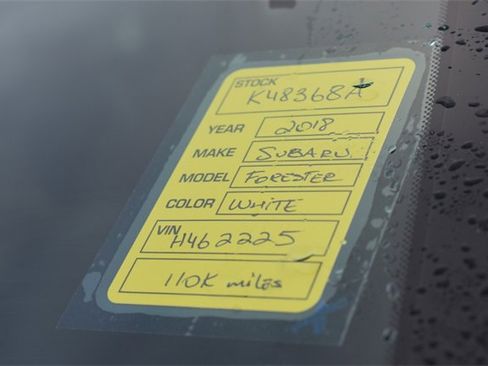 STOCK
K48368A
YEAR 2018
MAKE SUBARU
MODEL FORESTER
COLOR WHITE
VIN H462225
110K miles